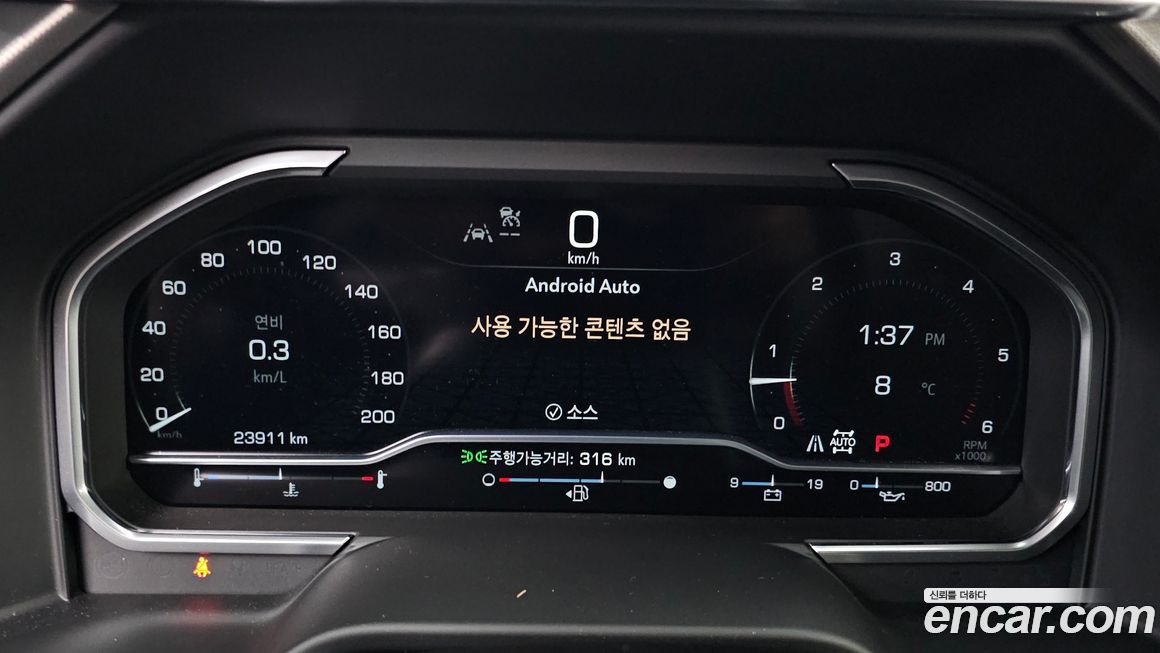 0
km/h
Android Auto
사용 가능한 콘텐츠 없음
소스
0
20
40
60
80
100
120
140
160
180
200
km/h
연비
0.3
km/L
23911 km
0
1
2
3
4
5
6
RPM
x1000
1:37 PM
8 °C
AUTO
P
주행가능거리: 316 km
9
19
0
800
신뢰를 더하다
encar.com